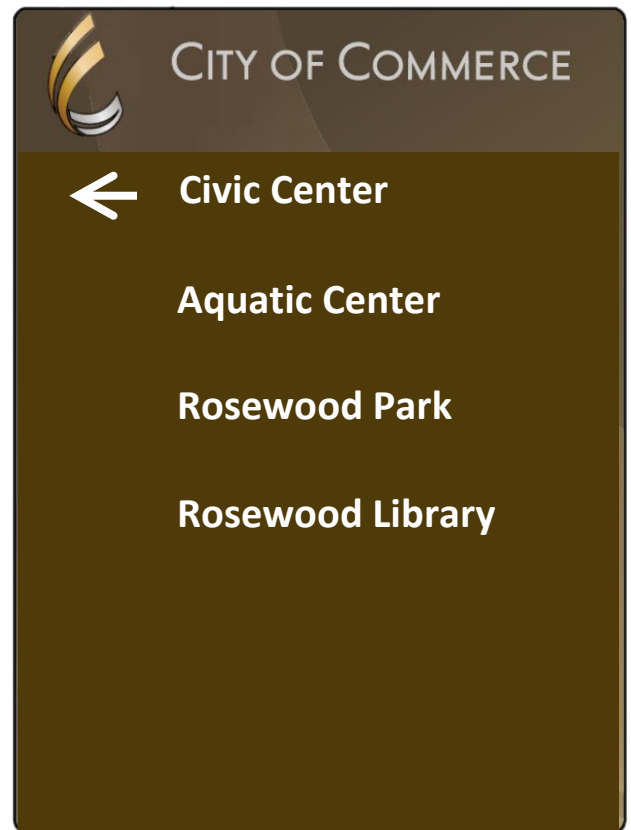 CITY OF COMMERCE
Civic Center
Aquatic Center
Rosewood Park
Rosewood Library